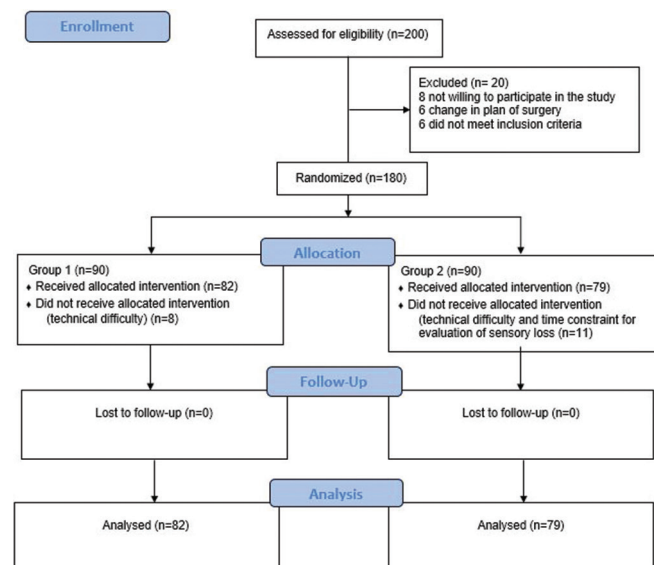 Enrollment
Assessed for eligibility (n=200)
Excluded (n= 20)
8 not willing to participate in the study
6 change in plan of surgery
6 did not meet inclusion criteria
Randomized (n=180)
Allocation
Group 1 (n=90)
♦ Received allocated intervention (n=82)
♦ Did not receive allocated intervention
(technical difficulty) (n=8)
Group 2 (n=90)
♦ Received allocated intervention (n=79)
♦ Did not receive allocated intervention
(technical difficulty and time constraint for
evaluation of sensory loss (n=11)
Follow-Up
Lost to follow-up (n=0)
Lost to follow-up (n=0)
Analysis
Analysed (n=82)
Analysed (n=79)